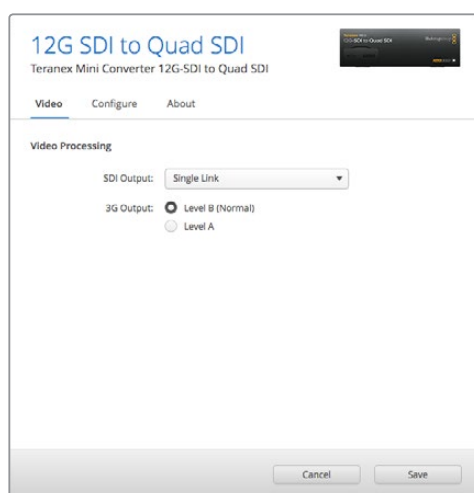 12G SDI to Quad SDI
Teranex Mini Converter 12G-SDI to Quad SDI
Video Configure About
Video Processing
SDI Output: Single Link
3G Output: Level B (Normal)
Level A
Cancel Save